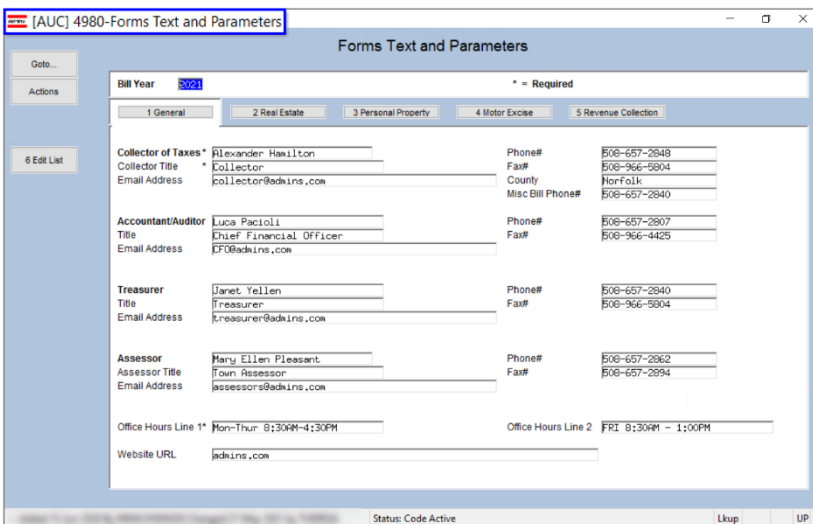 [AUC] 4980-Forms Text and Parameters
Forms Text and Parameters
Goto...
Actions
6 Edit List
Bill Year 2021 * = Required
1 General 2 Real Estate 3 Personal Property 4 Motor Excise 5 Revenue Collection
Collector of Taxes* Alexander Hamilton Phone# 508-657-2848
Collector Title * Collector Fax# 508-966-5804
Email Address collector@admins.com County Norfolk
Misc Bill Phone# 508-657-2840
Accountant/Auditor Luca Pacioli Phone# 508-657-2807
Title Chief Financial Officer Fax# 508-966-4425
Email Address CFO@admins.com
Treasurer Janet Yellen Phone# 508-657-2840
Title Treasurer Fax# 508-966-5804
Email Address treasurer@admins.com
Assessor Mary Ellen Pleasant Phone# 508-657-2862
Assessor Title Town Assessor Fax# 508-657-2894
Email Address assessors@admins.com
Office Hours Line 1* Mon-Thur 8:30AM-4:30PM Office Hours Line 2 FRI 8:30AM - 1:00PM
Website URL admins.com
Status: Code Active Lkup UP